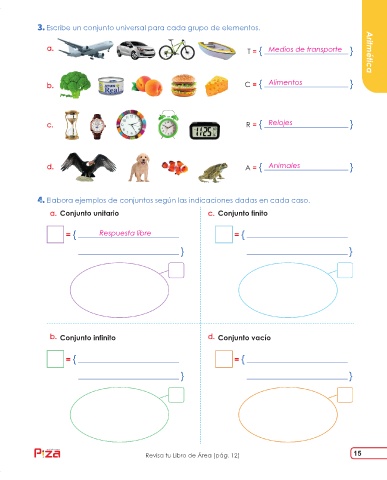 3. Escribe un conjunto universal para cada grupo de elementos.
Aritmética
a. T = { Medios de transporte }
b. C = { Alimentos }
c. R = { Relojes }
d. A = { Animales }
4. Elabora ejemplos de conjuntos según las indicaciones dadas en cada caso.
a. Conjunto unitario
c. Conjunto finito
= { Respuesta libre
}
= {
}
b. Conjunto infinito
d. Conjunto vacío
= {
}
= {
}
Revisa tu Libro de Área (pág. 12)
15